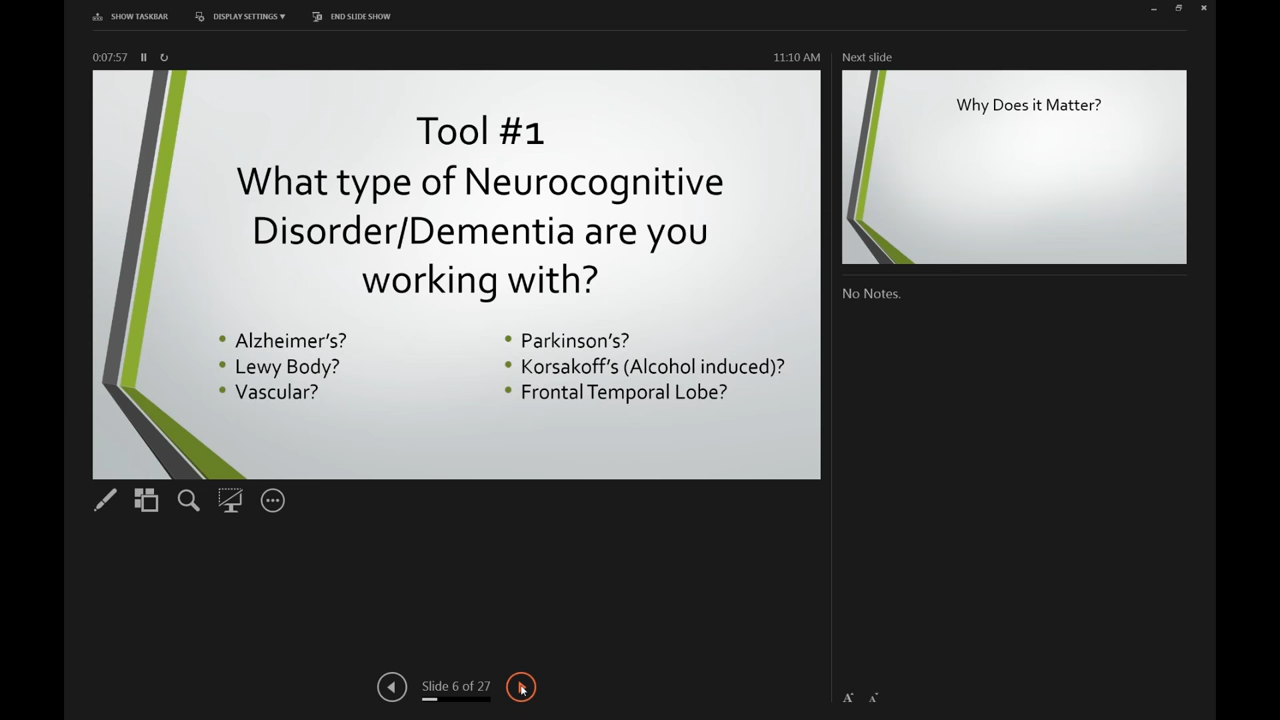 SHOW TASKBAR
DISPLAY SETTINGS ▼
END SLIDE SHOW
0:07:57
11:10 AM
Tool #1
What type of Neurocognitive
Disorder/Dementia are you
working with?
• Alzheimer's?
• Lewy Body?
• Vascular?
• Parkinson's?
• Korsakoff's (Alcohol induced)?
• Frontal Temporal Lobe?
Next slide
Why Does it Matter?
No Notes.
Slide 6 of 27
A
A